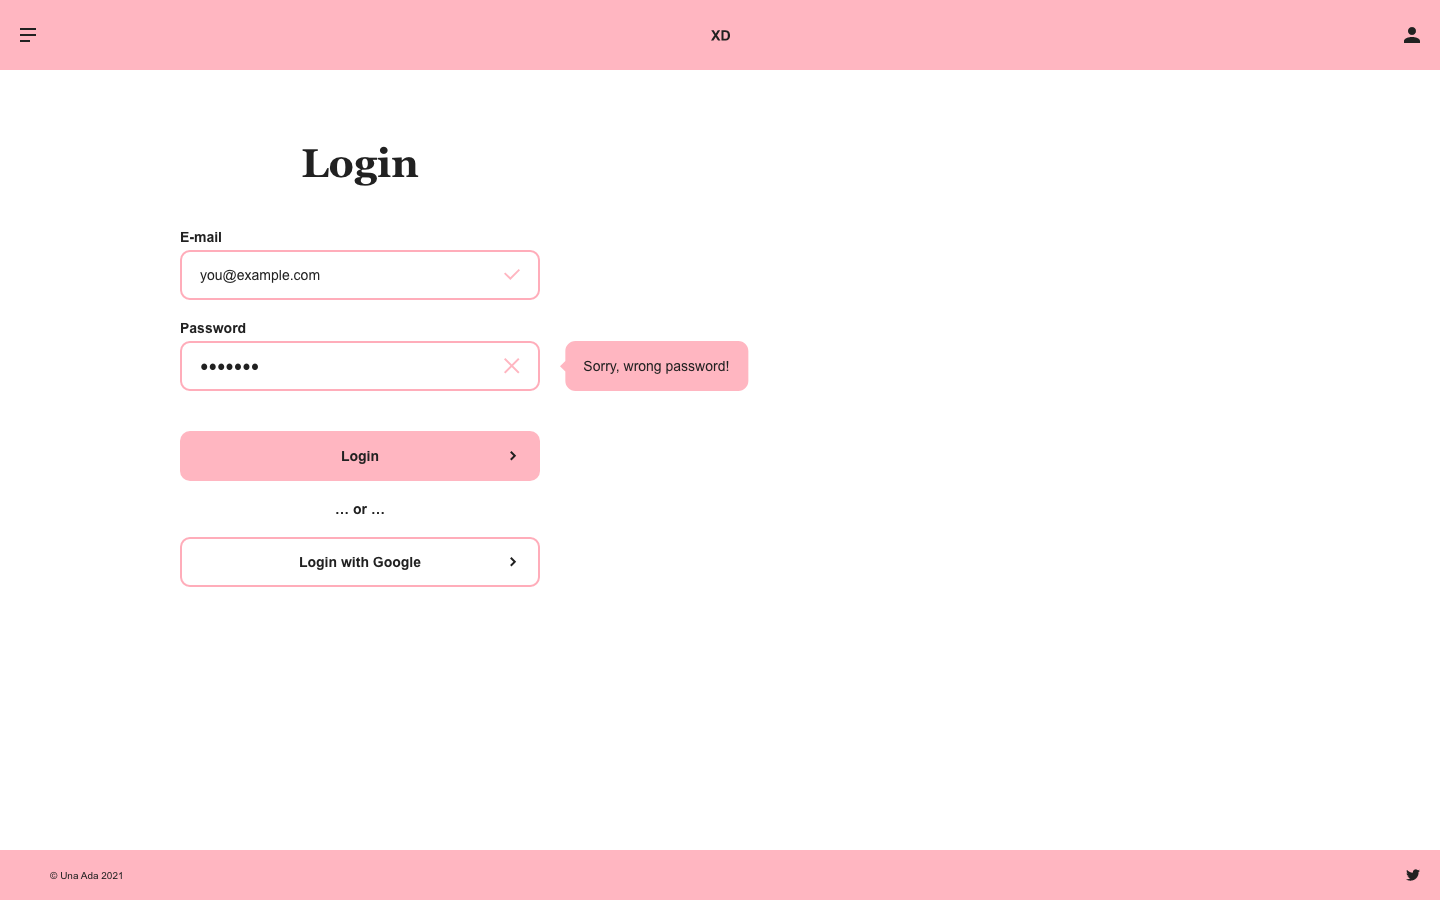 XD
Login
E-mail
you@example.com
Password
•••••••
Sorry, wrong password!
Login
... or ...
Login with Google
© Una Ada 2021